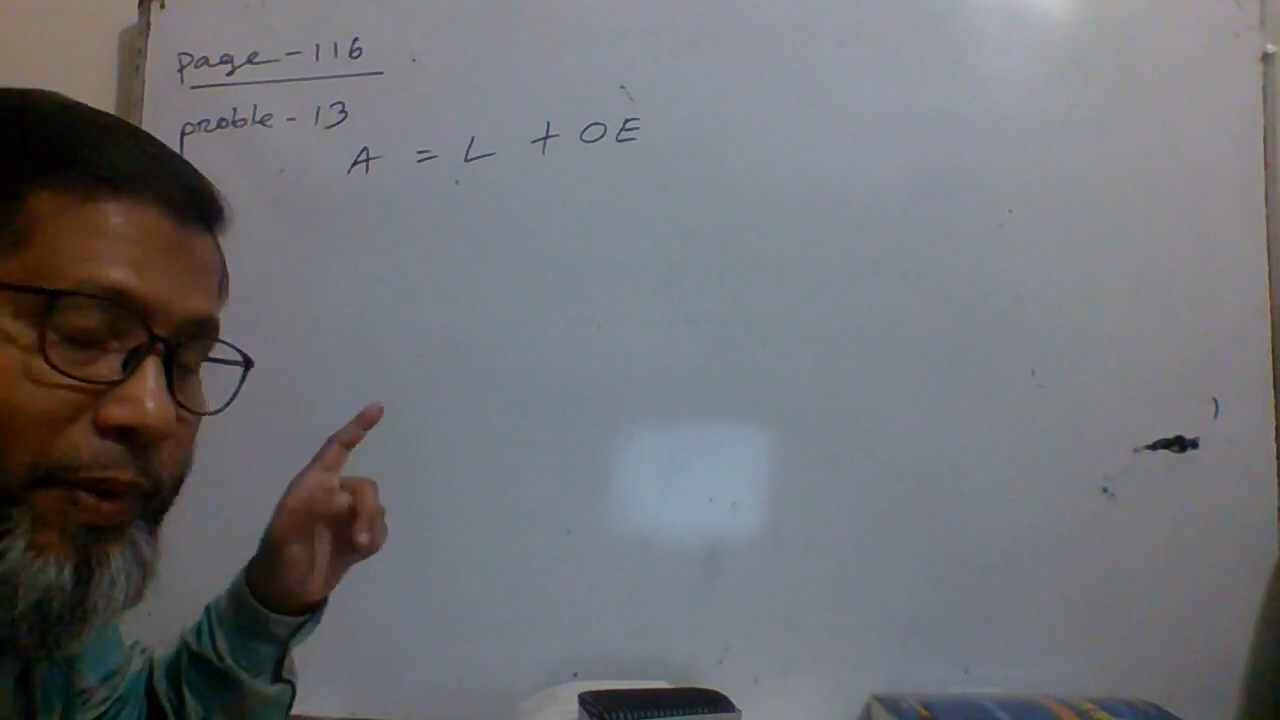 page - 116
proble - 13
A = L + OE